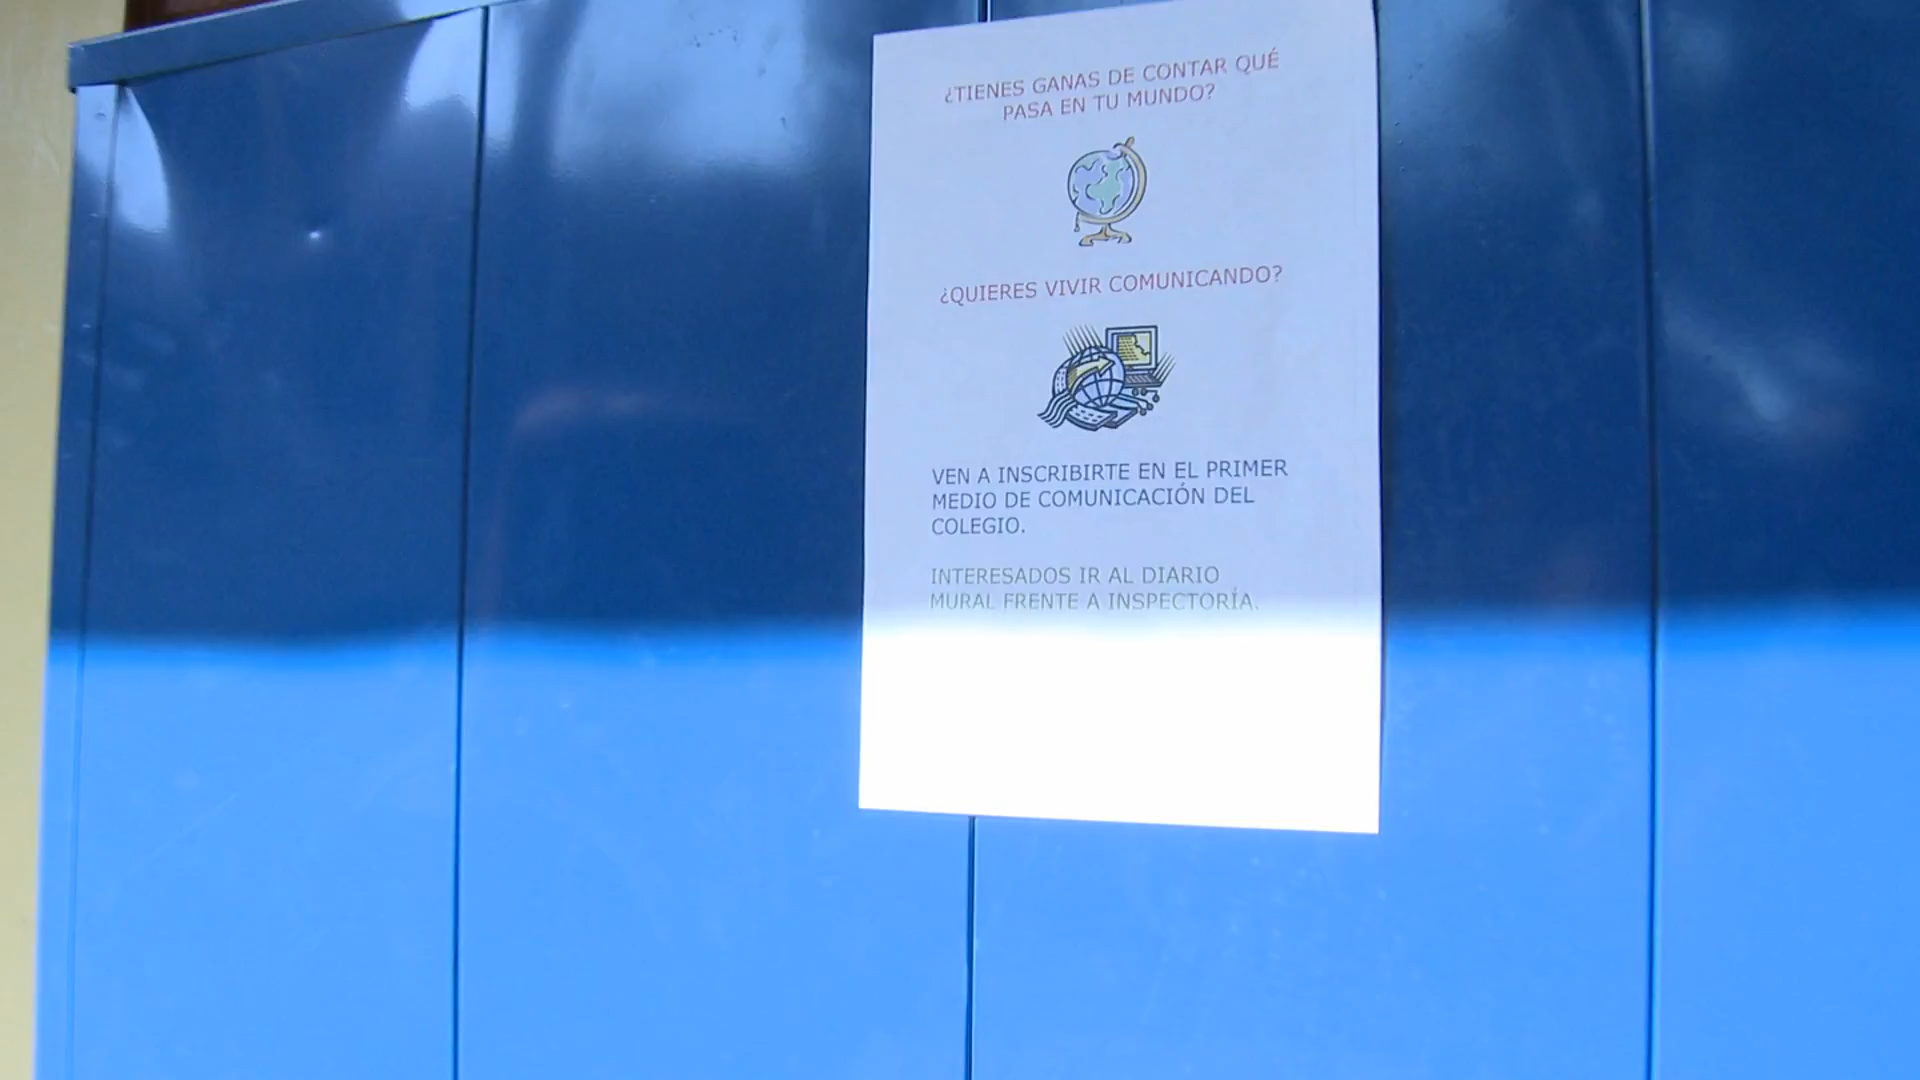 ¿TIENES GANAS DE CONTAR QUÉ
PASA EN TU MUNDO?
¿QUIERES VIVIR COMUNICANDO?
VEN A INSCRIBIRTE EN EL PRIMER
MEDIO DE COMUNICACIÓN DEL
COLEGIO.
INTERESADOS IR AL DIARIO
MURAL FRENTE A INSPECTORÍA.